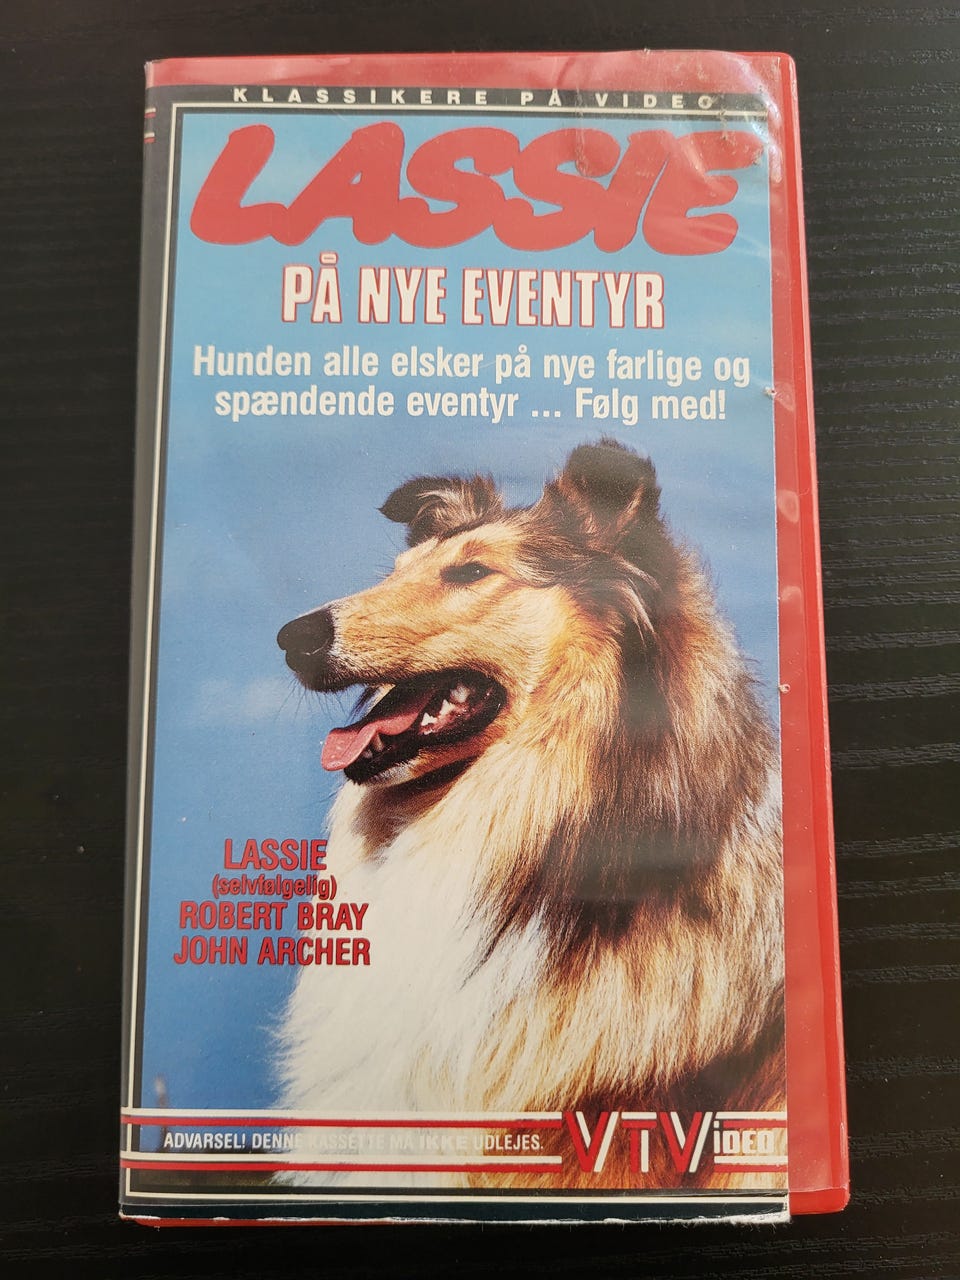 KLASSIKERE PÅ VIDEO
LASSIE
PÅ NYE EVENTYR
Hunden alle elsker på nye farlige og
spændende eventyr ... Følg med!
LASSIE
(selvfølgelig)
ROBERT BRAY
JOHN ARCHER
ADVARSEL! DENNE KASSETTE MÅ IKKE UDLEJES.
VTViDEO